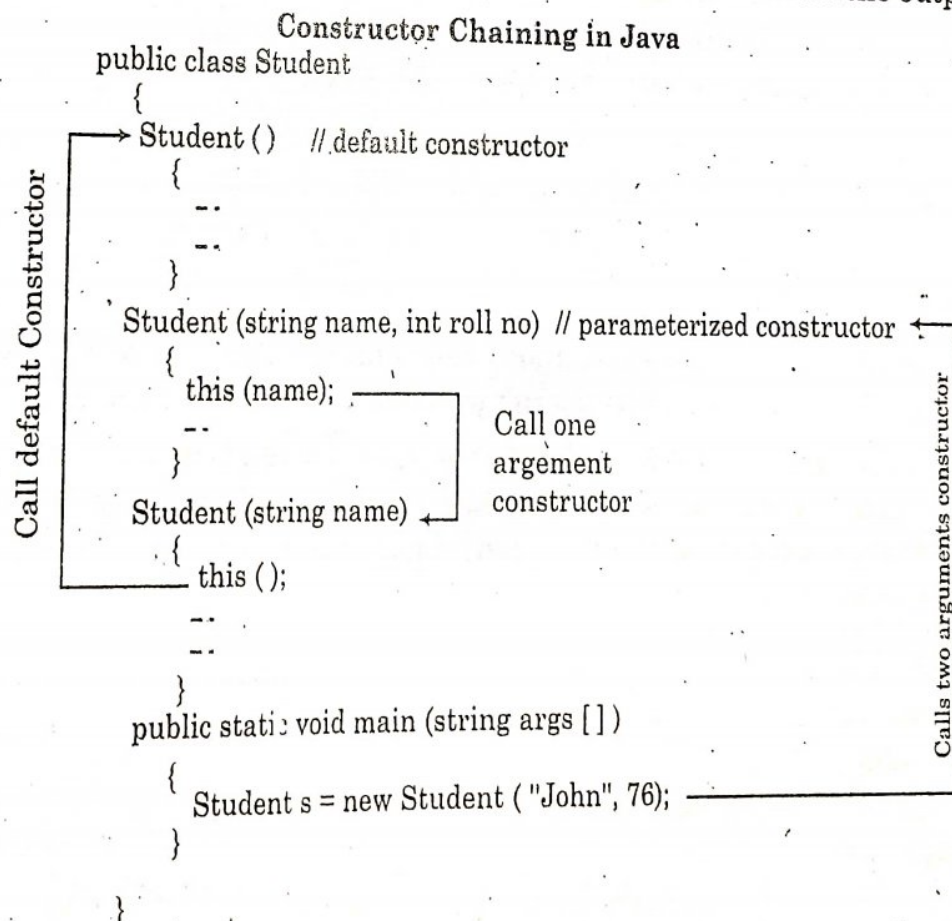 Constructor Chaining in Java
public class Student
{
Student () // default constructor
{
-.
-.
}
Student (string name, int roll no) // parameterized constructor
{
this (name);
-.
}
Call one
argement
constructor
Student (string name)
{
this ( );
-.
-.
}
public static void main (string args [ ] )
{
Student s = new Student ( "John", 76);
}
}
Call default Constructor
Calls two arguments constructor